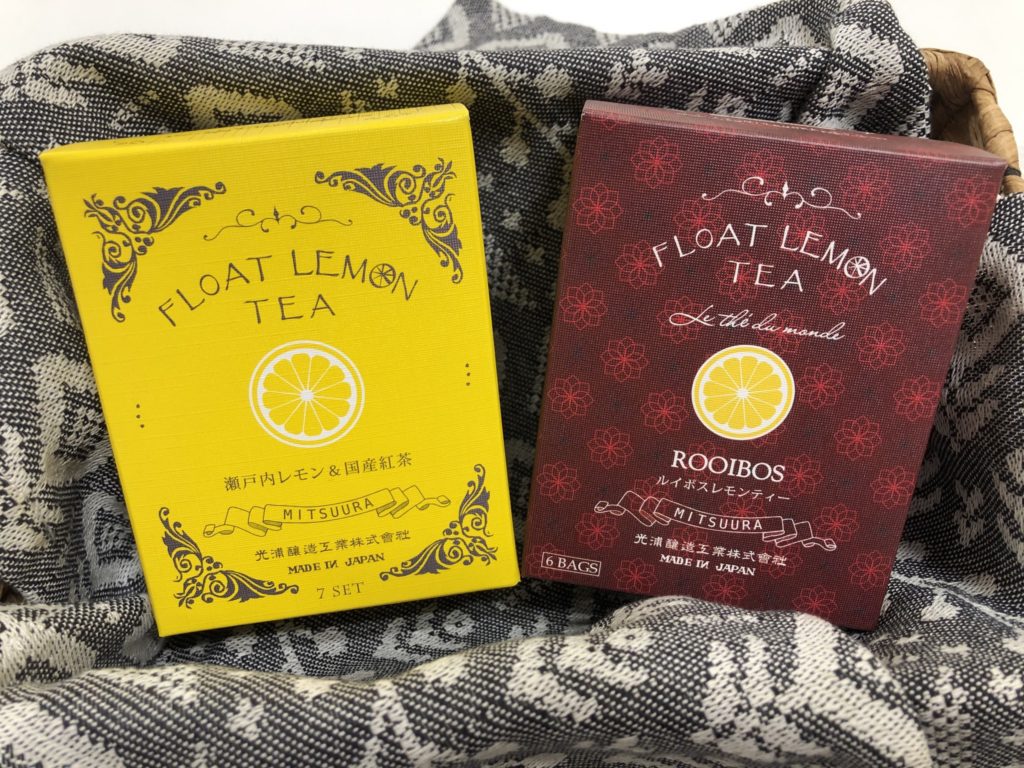 FLOAT LEMON
TEA
瀬戸内レモン&国産紅茶
MITSUURA
光浦醸造工業株式會社
MADE IN JAPAN
7 SET
FLOAT LEMON
TEA
Le thé du monde
ROOIBOS
ルイボスレモンティー
MITSUURA
光浦醸造工業株式會社
MADE IN JAPAN
6 BAGS